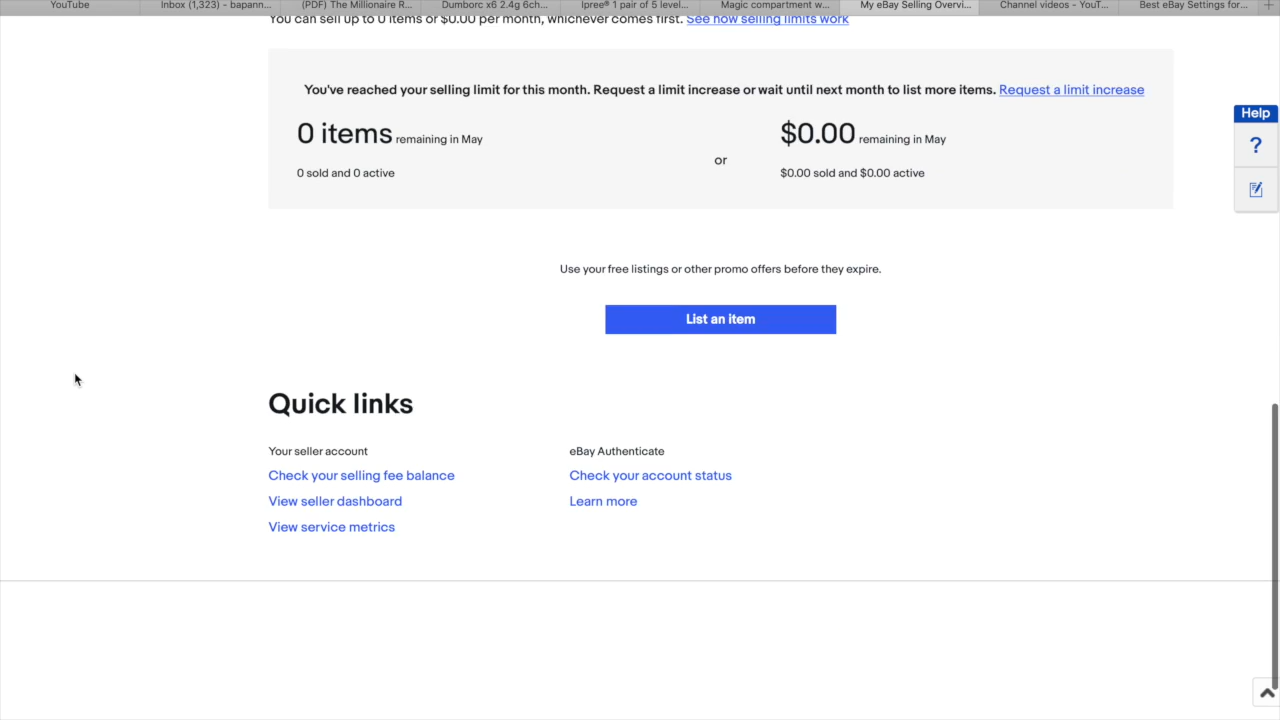 YouTube
Inbox (1,323) - bapann...
(PDF) The Millionaire R...
Dumborc x6 2.4g 6ch...
Ipree® 1 pair of 5 level...
Magic compartment w...
My eBay Selling Overvi...
Channel videos - YouT...
Best eBay Settings for...
You can sell up to 0 items or $0.00 per month, whichever comes first. See how selling limits work
You've reached your selling limit for this month. Request a limit increase or wait until next month to list more items. Request a limit increase
0 items remaining in May
0 sold and 0 active
or
$0.00 remaining in May
$0.00 sold and $0.00 active
Help
?
Use your free listings or other promo offers before they expire.
List an item
Quick links
Your seller account
Check your selling fee balance
View seller dashboard
View service metrics
eBay Authenticate
Check your account status
Learn more